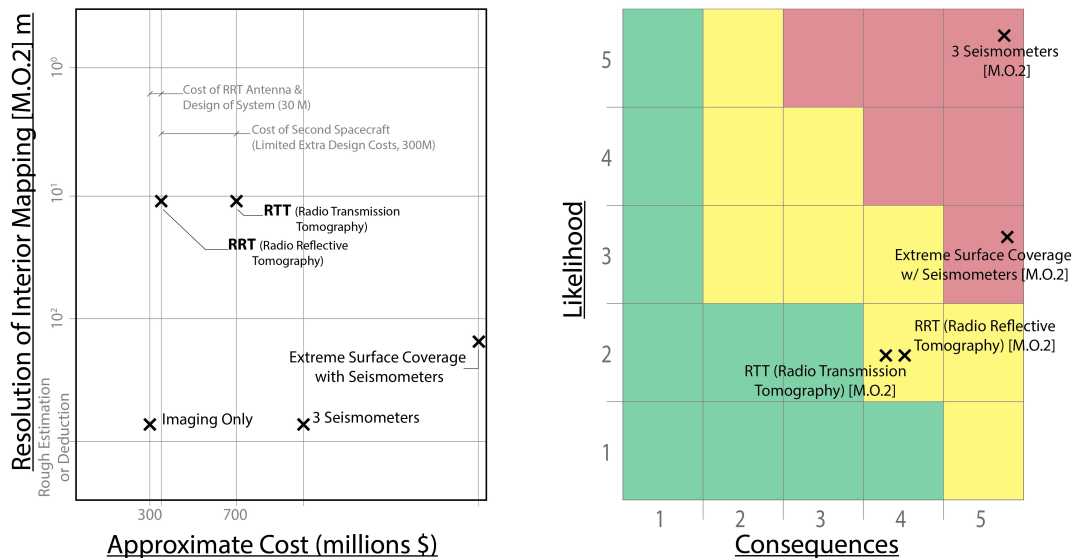 Resolution of Interior Mapping [M.O.2] m
Rough Estimation
or Deduction
10⁰
10¹
10²
Cost of RRT Antenna &
Design of System (30 M)
Cost of Second Spacecraft
(Limited Extra Design Costs, 300M)
RTT (Radio Transmission
Tomography)
RRT (Radio Reflective
Tomography)
Extreme Surface Coverage
with Seismometers
Imaging Only
3 Seismometers
300
700
Approximate Cost (millions $)
Likelihood
5
4
3
2
1
3 Seismometers
[M.O.2]
Extreme Surface Coverage
w/ Seismometers [M.O.2]
RRT (Radio Reflective
Tomography) [M.O.2]
RTT (Radio Transmission
Tomography) [M.O.2]
1
2
3
4
5
Consequences